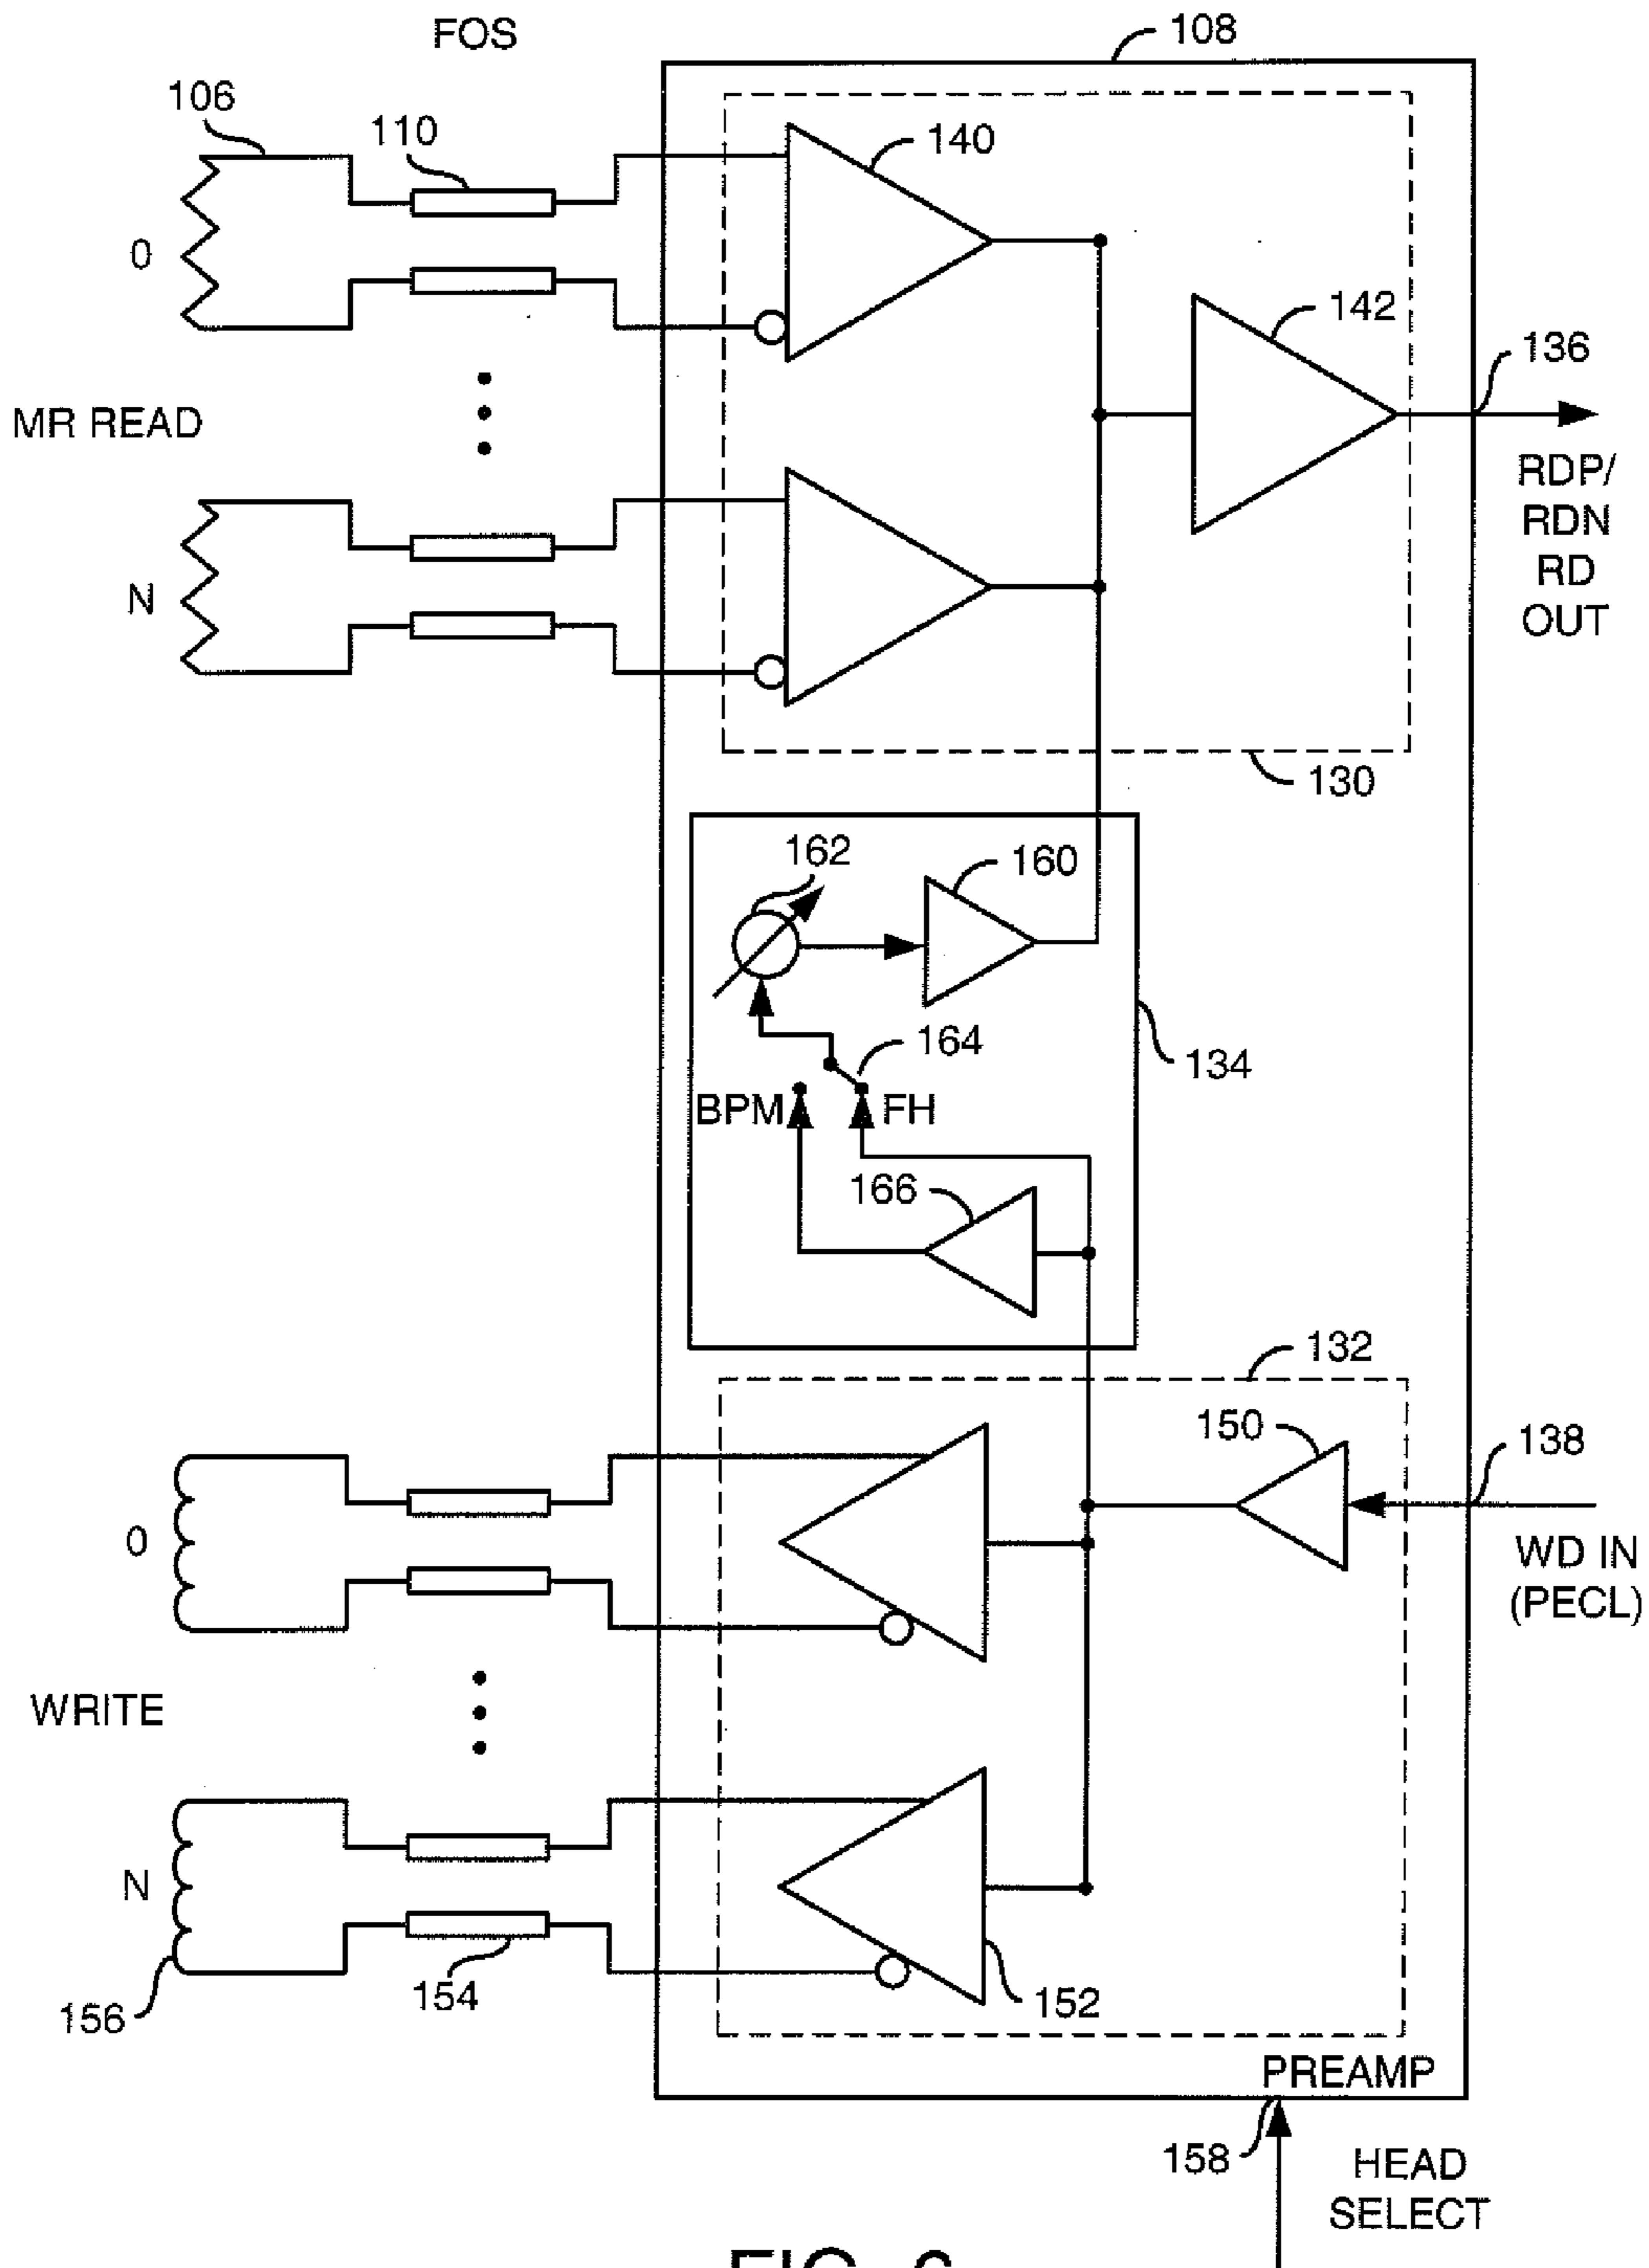 FOS
108
106
110
140
0
142
136
MR READ
RDP/
RDN
RD
OUT
N
130
162
160
164
134
BPM
FH
166
132
150
138
0
WD IN
(PECL)
WRITE
N
154
152
156
PREAMP
158
HEAD
SELECT